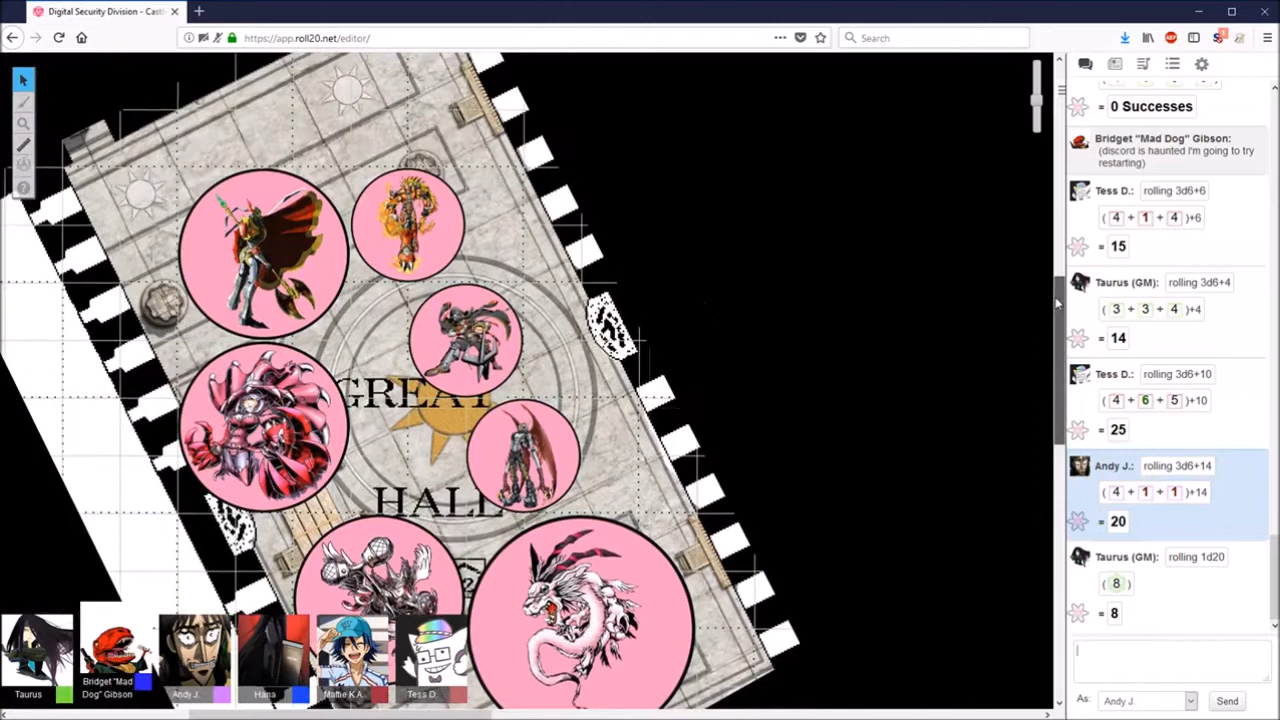 Digital Security Division - Castl
https://app.roll20.net/editor/
Search
= 0 Successes
Bridget "Mad Dog" Gibson:
(discord is haunted I'm going to try
restarting)
Tess D.: rolling 3d6+6
( 4 + 1 + 4 )+6
= 15
Taurus (GM): rolling 3d6+4
( 3 + 3 + 4 )+4
= 14
Tess D.: rolling 3d6+10
( 4 + 6 + 5 )+10
= 25
Andy J.: rolling 3d6+14
( 4 + 1 + 1 )+14
= 20
Taurus (GM): rolling 1d20
( 8 )
= 8
As: Andy J. Send
GREAT
HALL
Taurus
Bridget "Mad
Dog" Gibson
Andy J.
Hana
Mattie K.A.
Tess D.